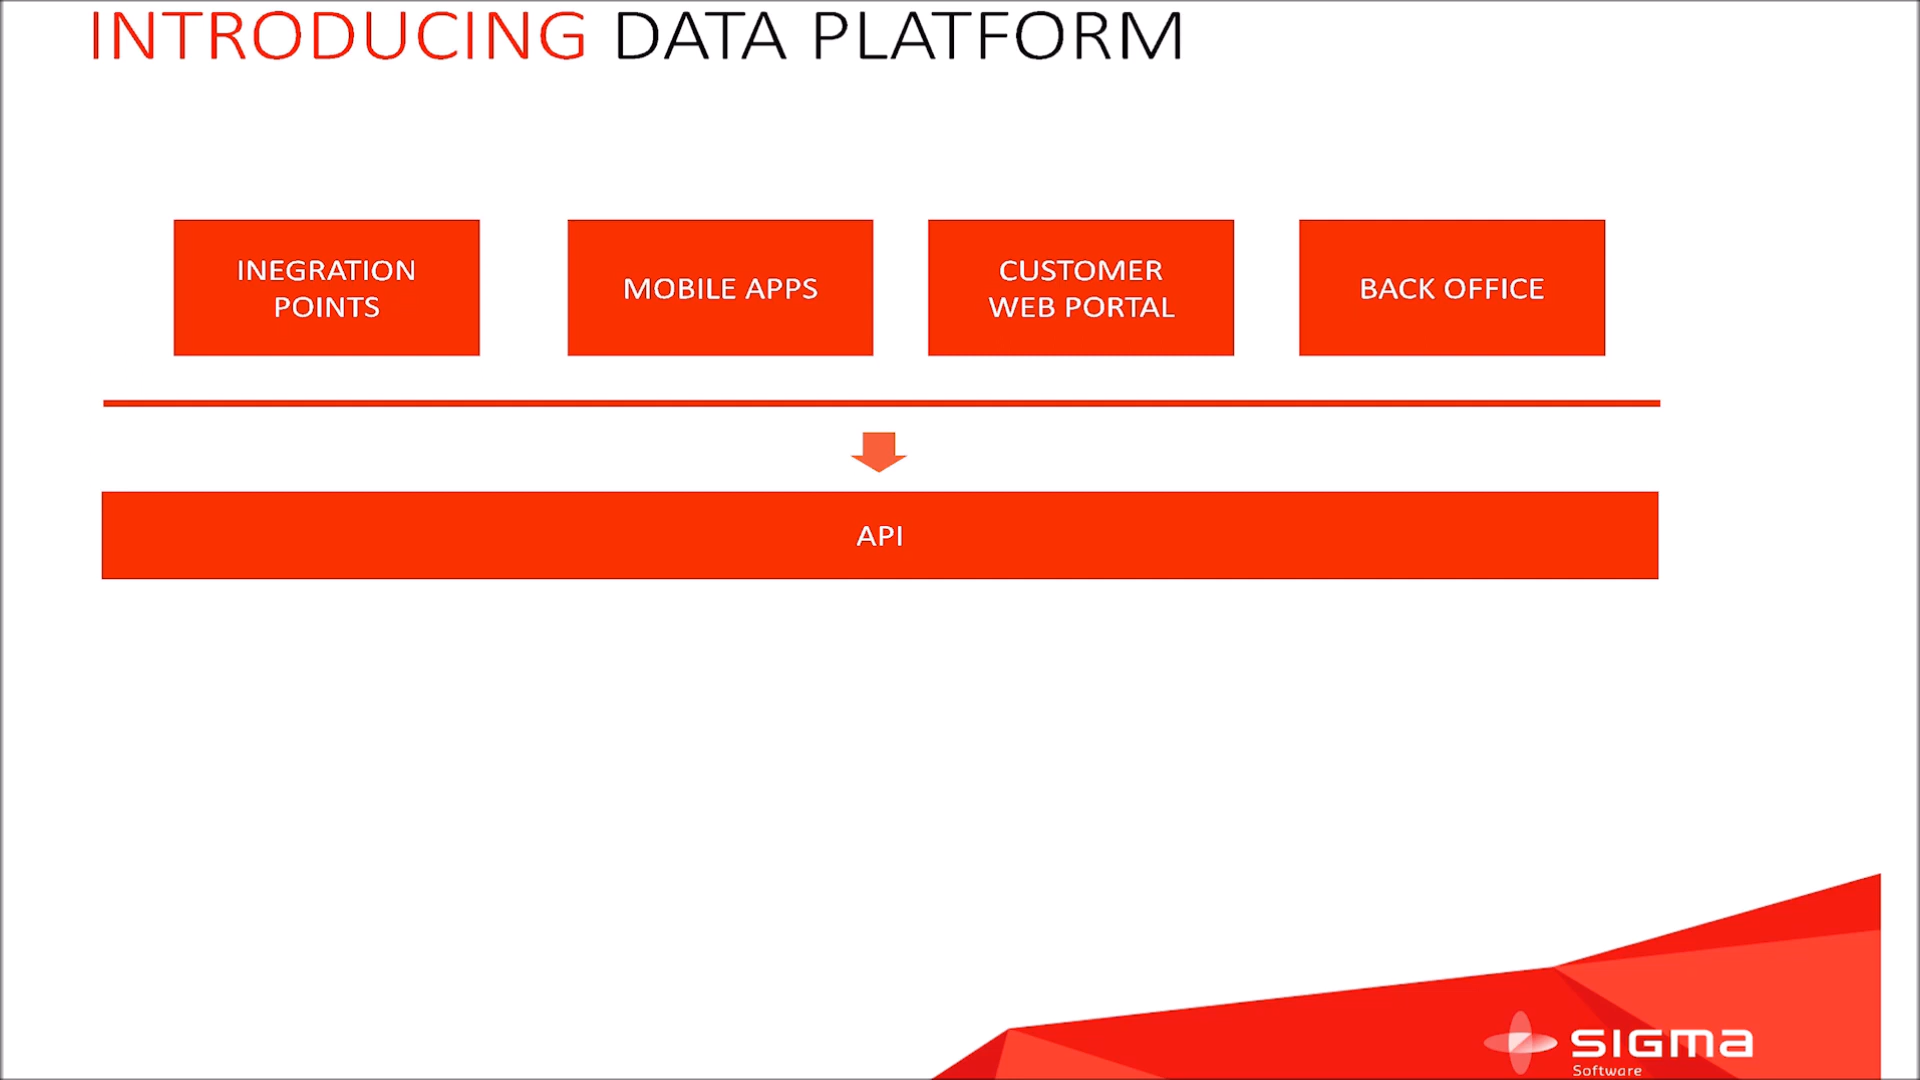 INTRODUCING DATA PLATFORM
INEGRATION
POINTS
MOBILE APPS
CUSTOMER
WEB PORTAL
BACK OFFICE
API
SIGMA
Software